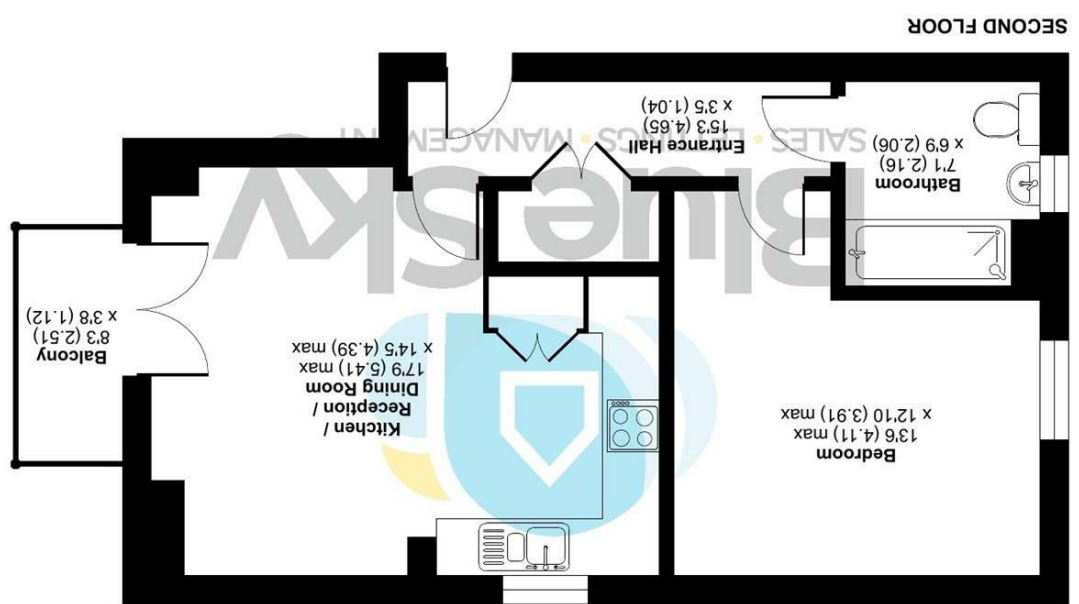 Bedroom
13'6 (4.11) max
x 12'10 (3.91) max
Kitchen /
Reception /
Dining Room
17'9 (5.41) max
x 14'5 (4.39) max
Balcony
8'3 (2.51)
x 3'8 (1.12)
Blue Sky
SALES • LETTINGS • MANAGEMENT
Bathroom
7'1 (2.16)
x 6'9 (2.06)
Entrance Hall
15'3 (4.65)
x 3'5 (1.04)
SECOND FLOOR